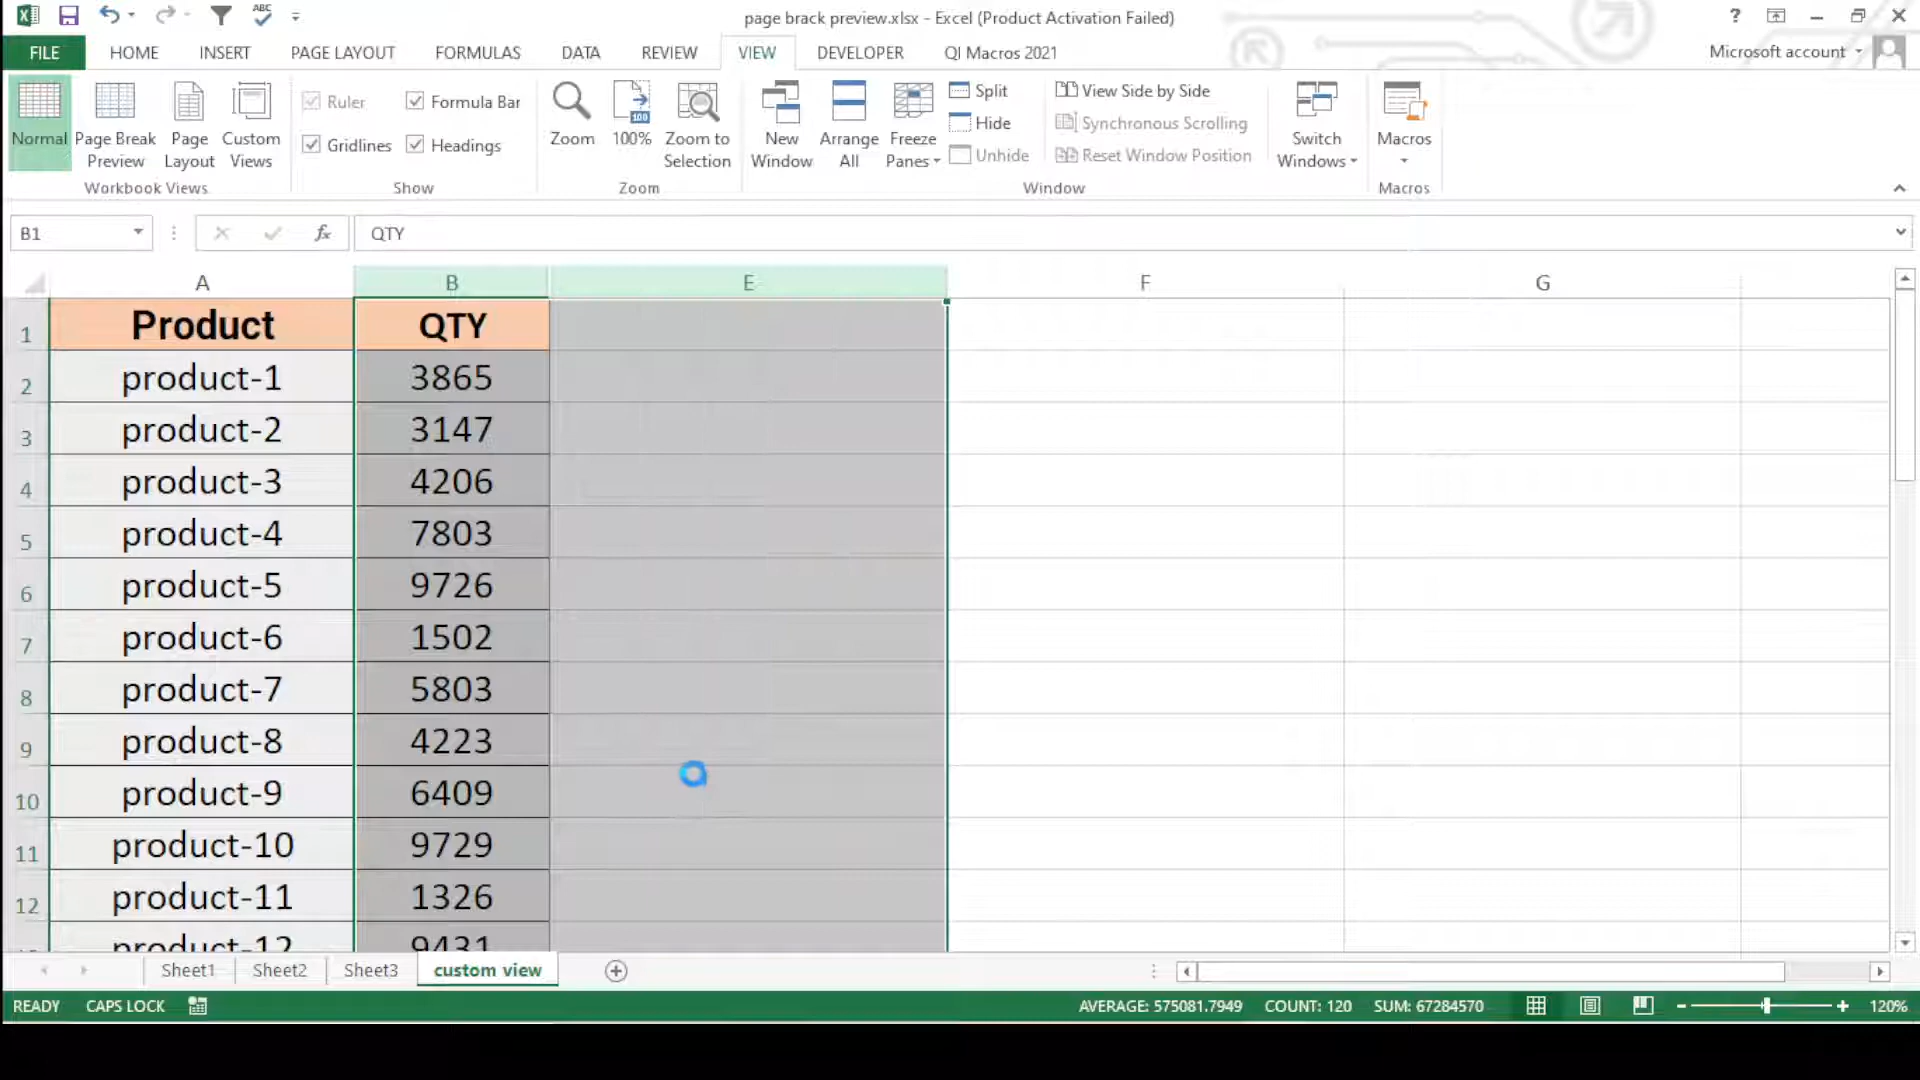 page brack preview.xlsx - Excel (Product Activation Failed)
FILE HOME INSERT PAGE LAYOUT FORMULAS DATA REVIEW VIEW DEVELOPER QI Macros 2021 Microsoft account
Normal Page Break Preview Page Layout Custom Views
Workbook Views
Ruler Formula Bar
Gridlines Headings
Show
Zoom 100% Zoom to Selection
Zoom
New Window Arrange All Freeze Panes
Split
Hide
Unhide
View Side by Side
Synchronous Scrolling
Reset Window Position
Switch Windows
Window
Macros
Macros
B1 fx QTY
A B E F G
1 Product QTY
2 product-1 3865
3 product-2 3147
4 product-3 4206
5 product-4 7803
6 product-5 9726
7 product-6 1502
8 product-7 5803
9 product-8 4223
10 product-9 6409
11 product-10 9729
12 product-11 1326
product-12 9431
Sheet1 Sheet2 Sheet3 custom view
READY CAPS LOCK AVERAGE: 575081.7949 COUNT: 120 SUM: 67284570 120%